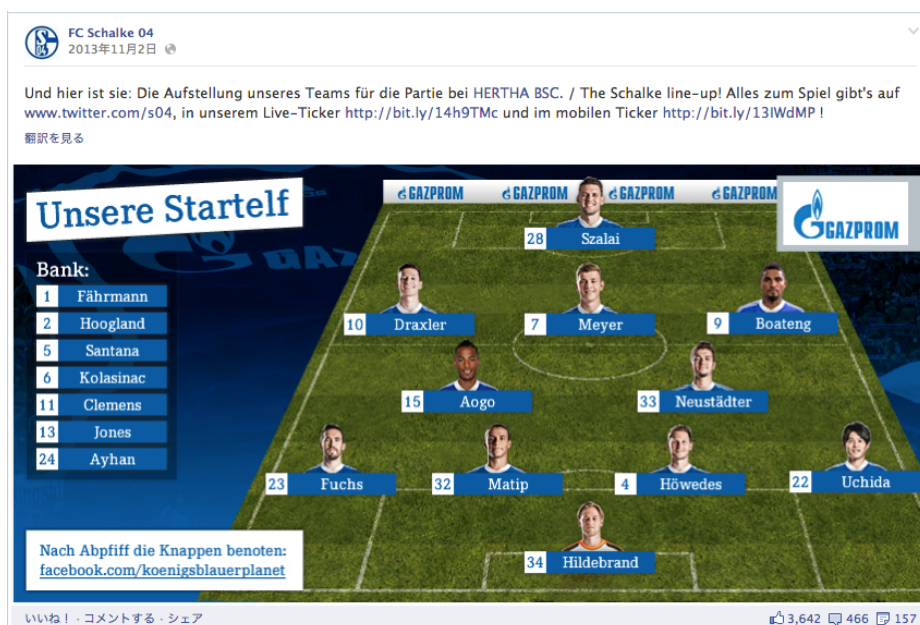 FC Schalke 04
2013年11月2日
Und hier ist sie: Die Aufstellung unseres Teams für die Partie bei HERTHA BSC. / The Schalke line-up! Alles zum Spiel gibt's auf
www.twitter.com/s04, in unserem Live-Ticker http://bit.ly/14h9TMc und im mobilen Ticker http://bit.ly/13lWdMP !
翻訳を見る
Unsere Startelf
GAZPROM GAZPROM GAZPROM GAZPROM
GAZPROM
28 Szalai
Bank:
1 Fährmann
2 Hoogland
5 Santana
6 Kolasinac
11 Clemens
13 Jones
24 Ayhan
10 Draxler 7 Meyer 9 Boateng
15 Aogo 33 Neustädter
23 Fuchs 32 Matip 4 Höwedes 22 Uchida
34 Hildebrand
Nach Abpfiff die Knappen benoten:
facebook.com/koenigsblauerplanet
いいね！ · コメントする · シェア 3,642 466 157